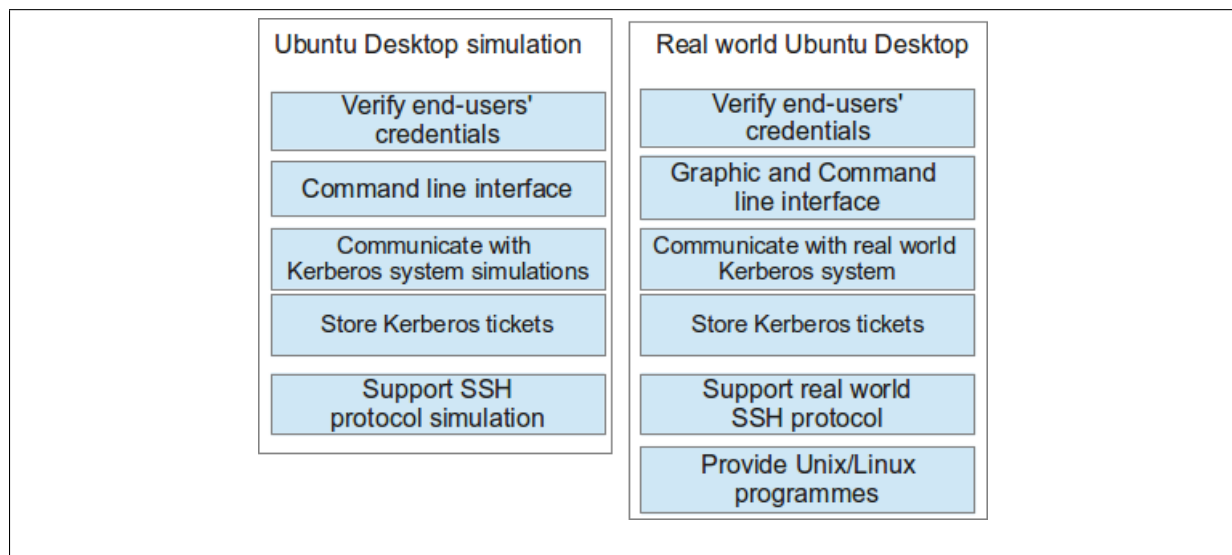 Ubuntu Desktop simulation
Verify end-users'
credentials
Command line interface
Communicate with
Kerberos system simulations
Store Kerberos tickets
Support SSH
protocol simulation
Real world Ubuntu Desktop
Verify end-users'
credentials
Graphic and Command
line interface
Communicate with real world
Kerberos system
Store Kerberos tickets
Support real world
SSH protocol
Provide Unix/Linux
programmes